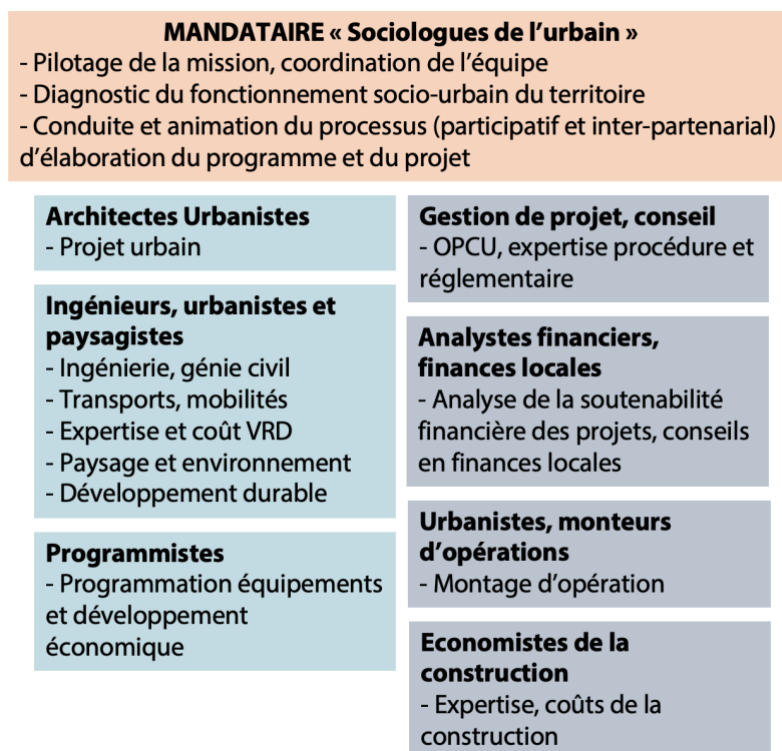 MANDATAIRE « Sociologues de l’urbain »
- Pilotage de la mission, coordination de l’équipe
- Diagnostic du fonctionnement socio-urbain du territoire
- Conduite et animation du processus (participatif et inter-partenarial)
d’élaboration du programme et du projet
Architectes Urbanistes
- Projet urbain
Ingénieurs, urbanistes et
paysagistes
- Ingénierie, génie civil
- Transports, mobilités
- Expertise et coût VRD
- Paysage et environnement
- Développement durable
Programmistes
- Programmation équipements
et développement
économique
Gestion de projet, conseil
- OPCU, expertise procédure et
réglementaire
Analystes financiers,
finances locales
- Analyse de la soutenabilité
financière des projets, conseils
en finances locales
Urbanistes, monteurs
d’opérations
- Montage d’opération
Economistes de la
construction
- Expertise, coûts de la
construction